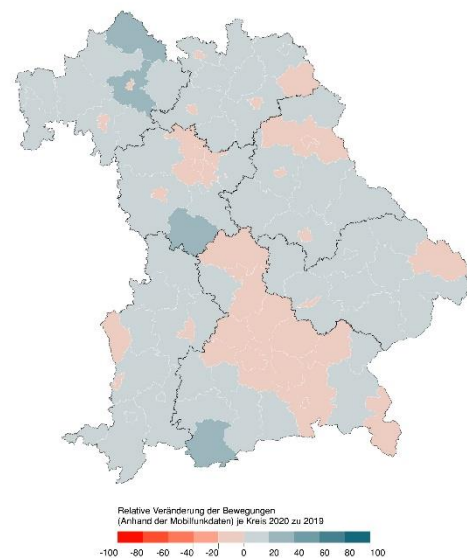 Relative Veränderung der Bewegungen
(Anhand der Mobilfunkdaten) je Kreis 2020 zu 2019
-100 -80 -60 -40 -20 0 20 40 60 80 100